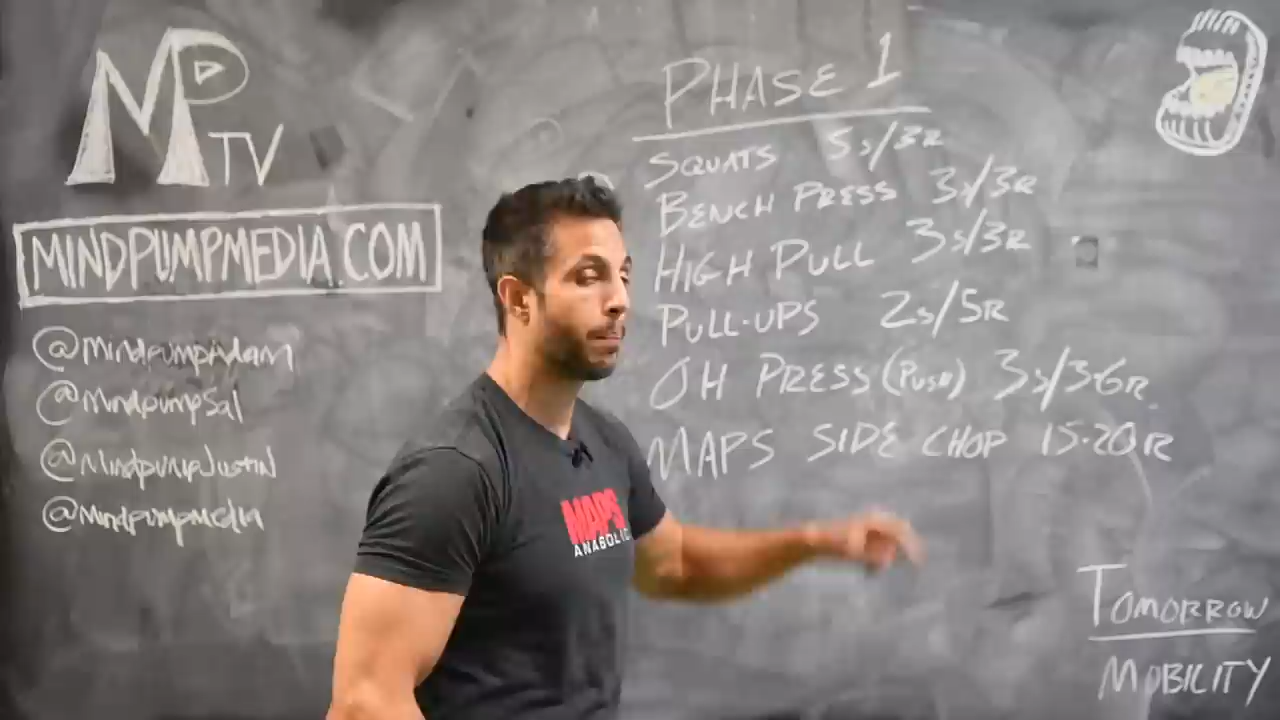 MP
TV
MINDPUMPMEDIA.COM
@MindpumpAdam
@MindpumpSal
@MindpumpJustin
@Mindpumpmedia
PHASE 1
SQUATS 5s/3R
BENCH PRESS 3s/3R
HIGH PULL 3s/3R
PULL-UPS 2s/5R
OH PRESS (PUSH) 3s/3-6R
MAPS SIDE CHOP 15-20R
TOMORROW
MOBILITY
MAPS
ANABOLIC